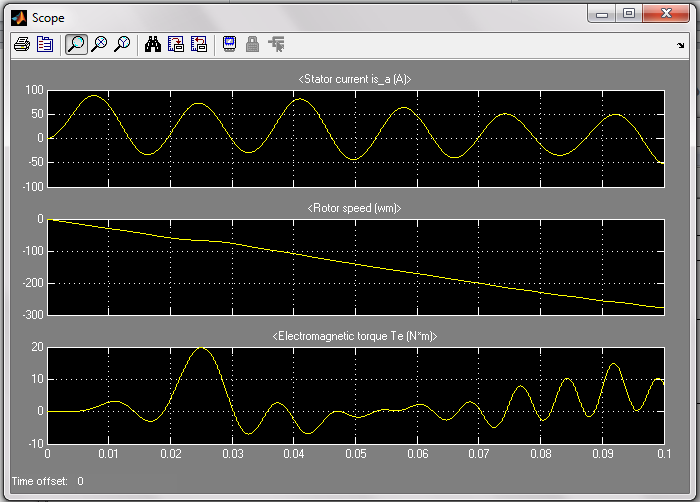 Scope
<Stator current is_a (A)>
100
50
0
-50
-100
<Rotor speed (wm)>
0
-100
-200
-300
<Electromagnetic torque Te (N*m)>
20
10
0
-10
0 0.01 0.02 0.03 0.04 0.05 0.06 0.07 0.08 0.09 0.1
Time offset: 0